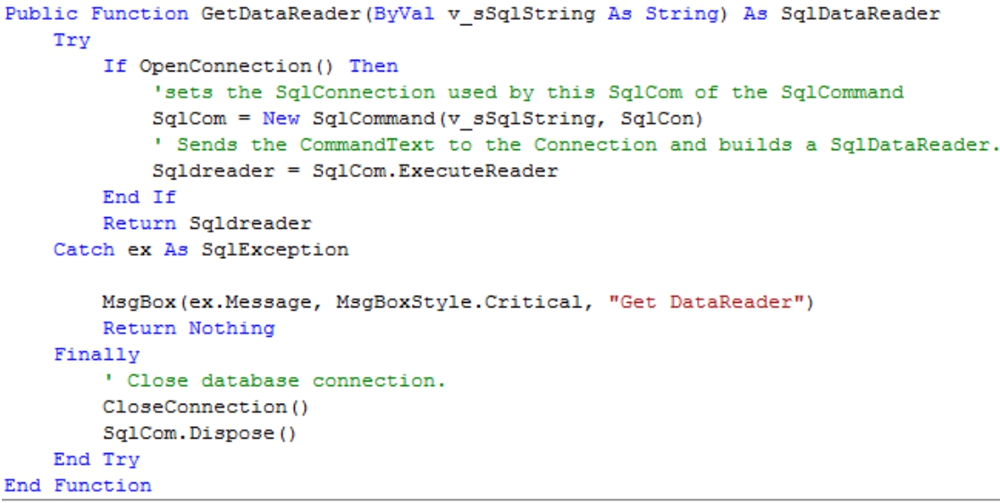 Public Function GetDataReader(ByVal v_sSqlString As String) As SqlDataReader
Try
If OpenConnection() Then
'sets the SqlConnection used by this SqlCom of the SqlCommand
SqlCom = New SqlCommand(v_sSqlString, SqlCon)
' Sends the CommandText to the Connection and builds a SqlDataReader.
Sqldreader = SqlCom.ExecuteReader
End If
Return Sqldreader
Catch ex As SqlException
MsgBox(ex.Message, MsgBoxStyle.Critical, "Get DataReader")
Return Nothing
Finally
' Close database connection.
CloseConnection()
SqlCom.Dispose()
End Try
End Function